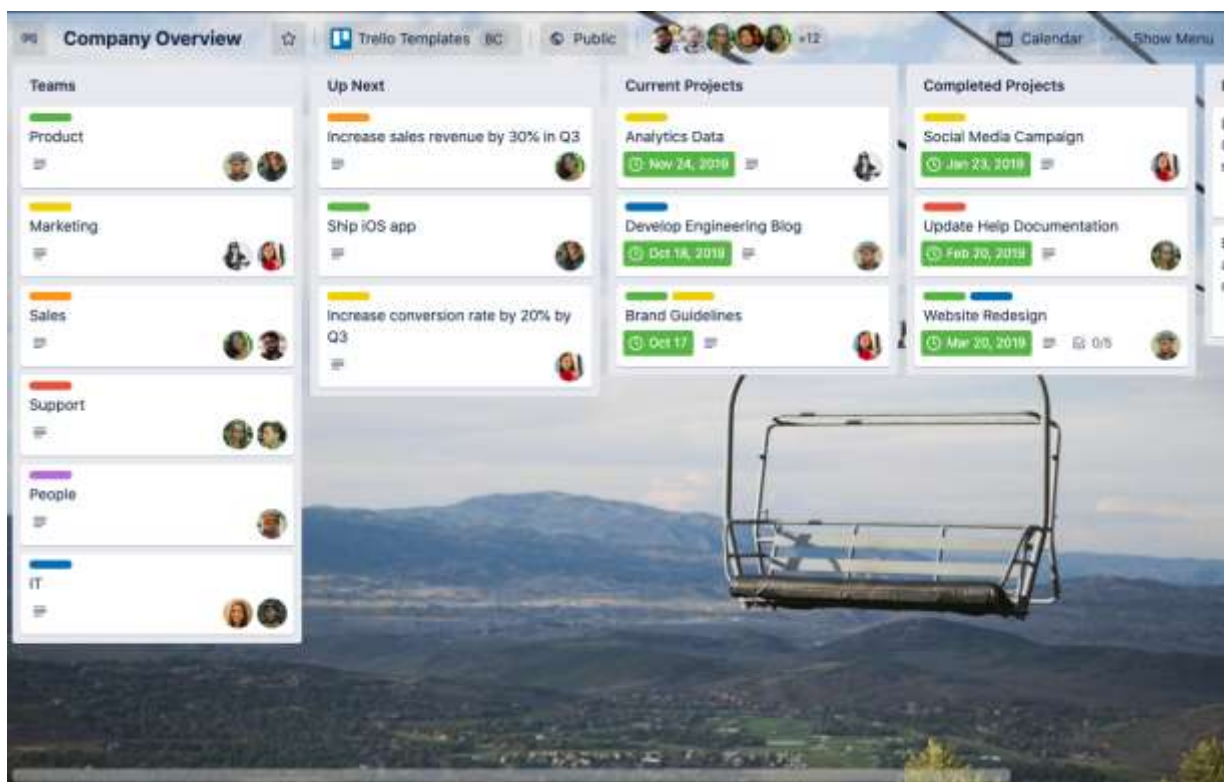 Company Overview
Trello Templates BC
Public
+12
Calendar
Show Menu
Teams
Product
Marketing
Sales
Support
People
IT
Up Next
Increase sales revenue by 30% in Q3
Ship iOS app
Increase conversion rate by 20% by
Q3
Current Projects
Analytics Data
Nov 24, 2019
Develop Engineering Blog
Oct 18, 2019
Brand Guidelines
Oct 17
Completed Projects
Social Media Campaign
Jan 23, 2019
Update Help Documentation
Feb 20, 2019
Website Redesign
Mar 20, 2019
0/5